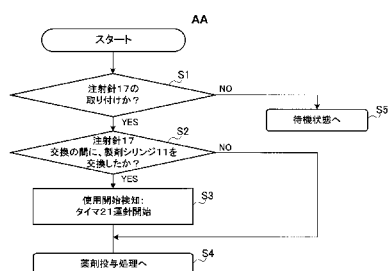 AA
スタート
S1
注射針17の
取り付けか?
NO
S5
待機状態へ
YES
S2
注射針17
交換の間に、製剤シリンジ11を
交換したか?
NO
YES
S3
使用開始検知:
タイマ21運針開始
S4
薬剤投与処理へ